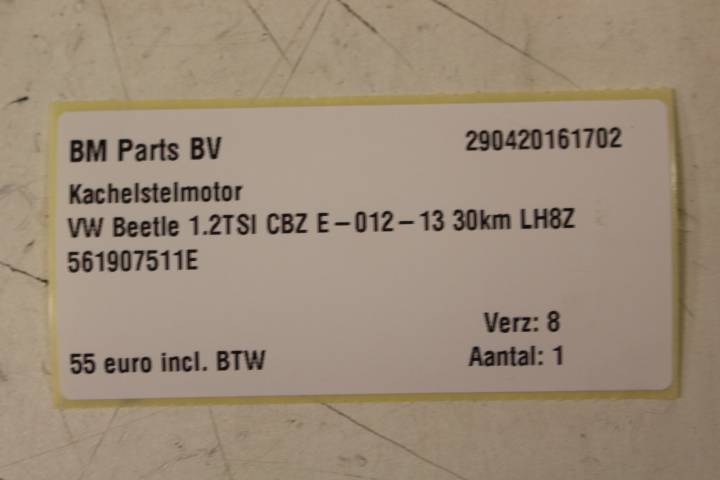 BM Parts BV 290420161702
Kachelstelmotor
VW Beetle 1.2TSI CBZ E-012-13 30km LH8Z
561907511E
Verz: 8
55 euro incl. BTW Aantal: 1